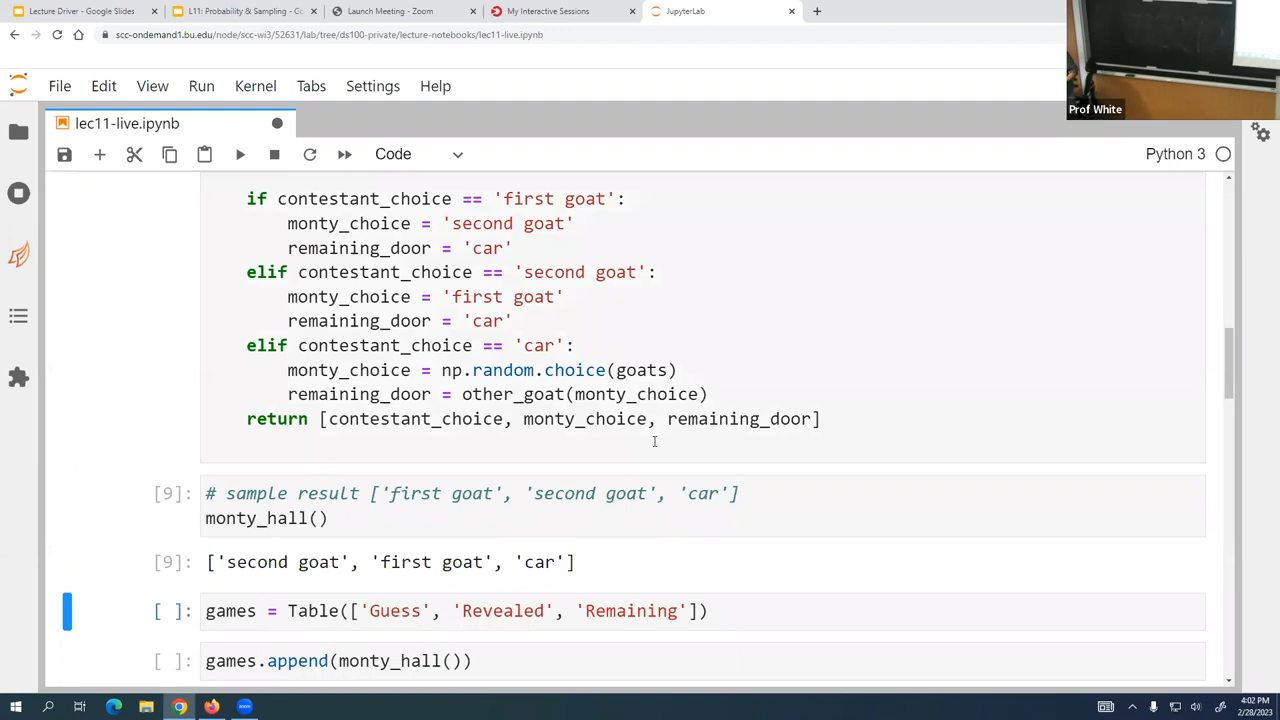 Lecture Driver - Google Slides
L11: Probability & Sampling - Go
Launch Meeting - Zoom
My Interactive Sessions
JupyterLab
scc-ondemand1.bu.edu/node/scc-wi3/52631/lab/tree/ds100-private/lecture-notebooks/lec11-live.ipynb
Prof White
File Edit View Run Kernel Tabs Settings Help
lec11-live.ipynb
Code
Python 3
if contestant_choice == 'first goat':
monty_choice = 'second goat'
remaining_door = 'car'
elif contestant_choice == 'second goat':
monty_choice = 'first goat'
remaining_door = 'car'
elif contestant_choice == 'car':
monty_choice = np.random.choice(goats)
remaining_door = other_goat(monty_choice)
return [contestant_choice, monty_choice, remaining_door]
[9]: # sample result ['first goat', 'second goat', 'car']
monty_hall()
[9]: ['second goat', 'first goat', 'car']
[ ]: games = Table(['Guess', 'Revealed', 'Remaining'])
[ ]: games.append(monty_hall())
4:02 PM
2/28/2023